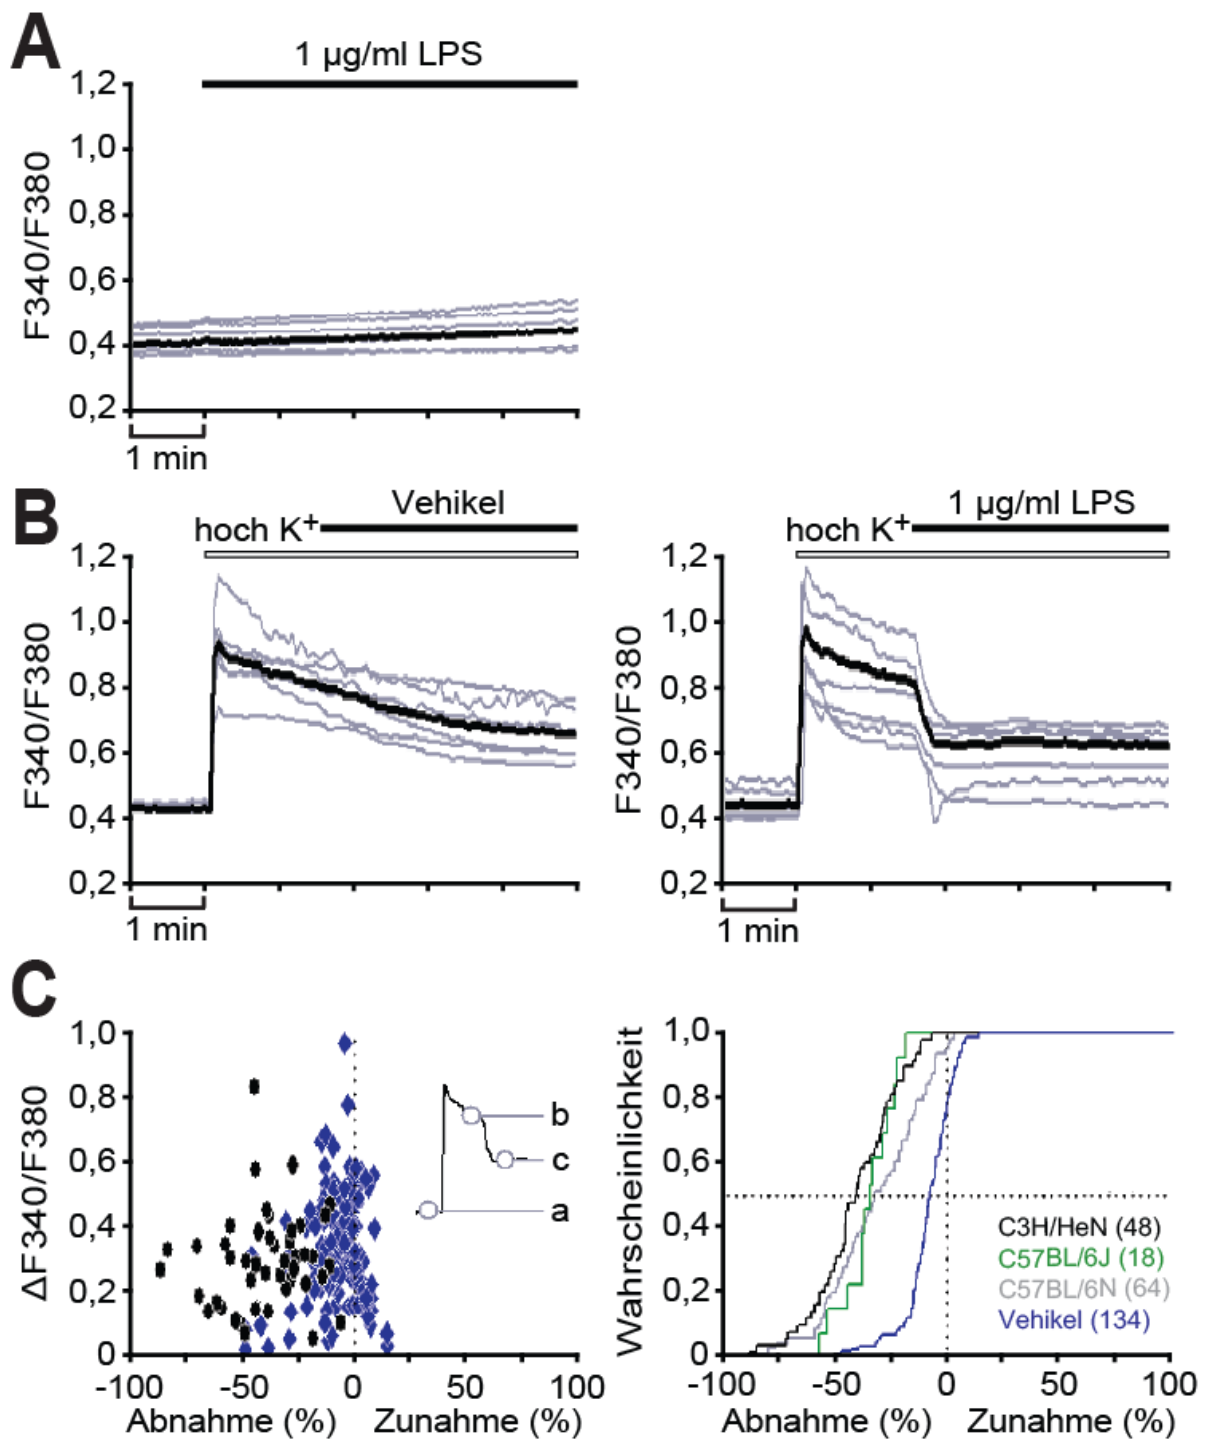 A
1 µg/ml LPS
F340/F380
1,2
1,0
0,8
0,6
0,4
0,2
1 min
B
Vehikel
hoch K+
F340/F380
1,2
1,0
0,8
0,6
0,4
0,2
1 min
1 µg/ml LPS
hoch K+
F340/F380
1,2
1,0
0,8
0,6
0,4
0,2
1 min
C
ΔF340/F380
1,0
0,8
0,6
0,4
0,2
0
b
c
a
-100 -50 0 50 100
Abnahme (%) Zunahme (%)
Wahrscheinlichkeit
1,0
0,8
0,6
0,4
0,2
0
C3H/HeN (48)
C57BL/6J (18)
C57BL/6N (64)
Vehikel (134)
-100 -50 0 50 100
Abnahme (%) Zunahme (%)